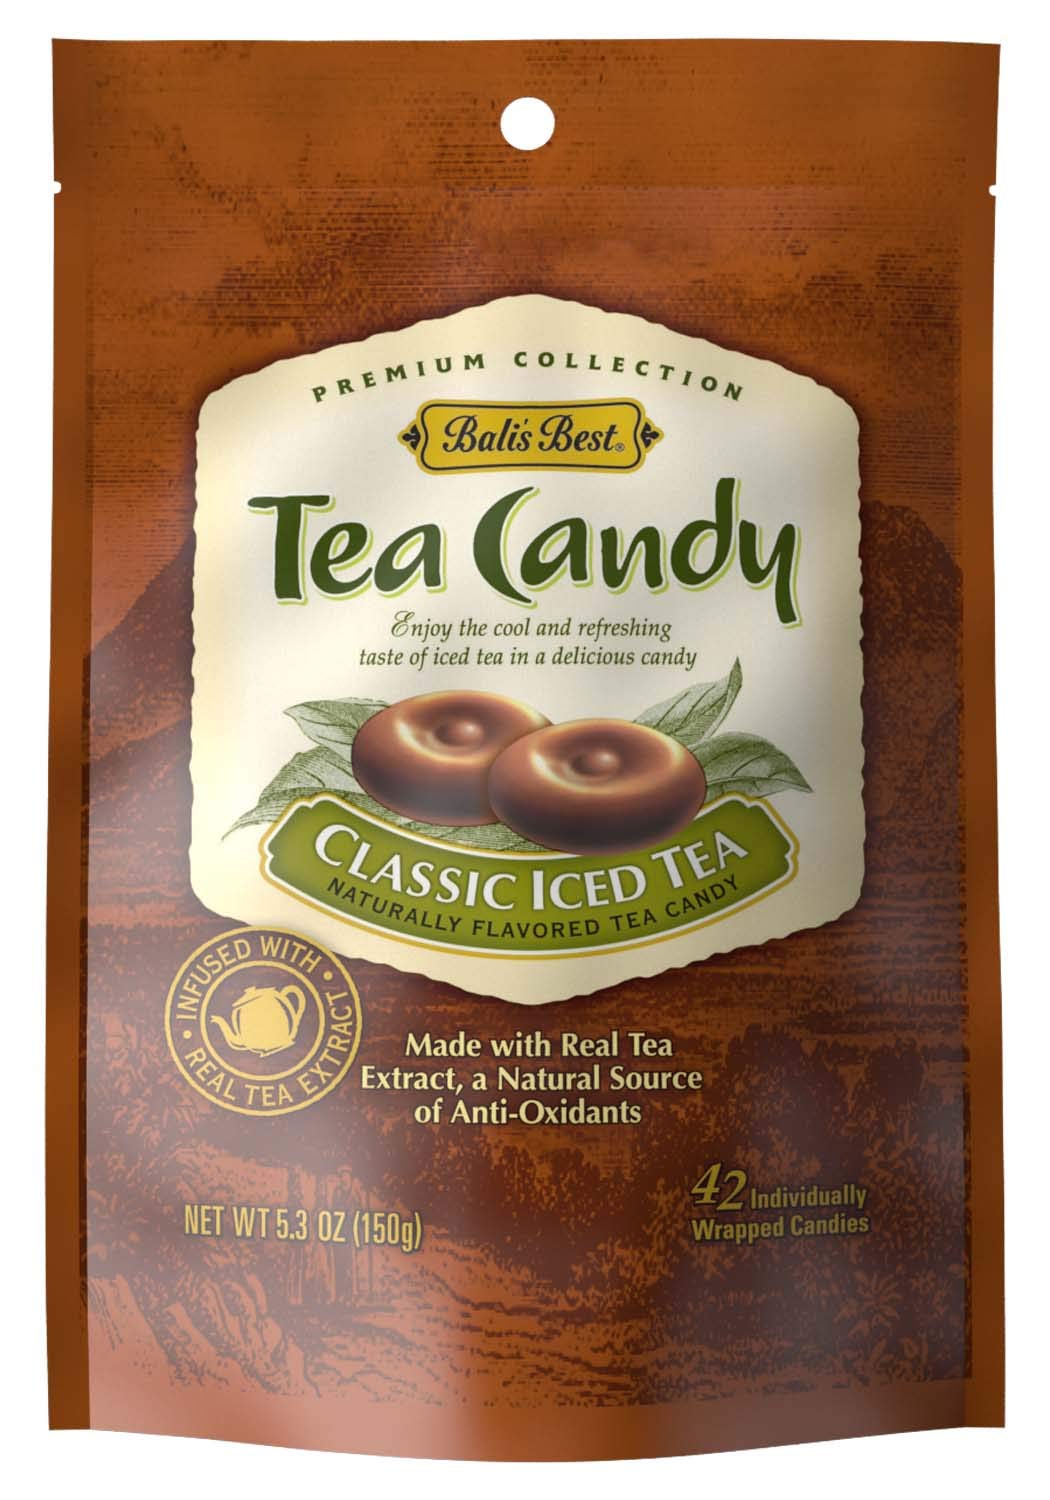 PREMIUM COLLECTION
Bali's Best®
Tea Candy
Enjoy the cool and refreshing
taste of iced tea in a delicious candy
CLASSIC ICED TEA
NATURALLY FLAVORED TEA CANDY
INFUSED WITH
REAL TEA EXTRACT
Made with Real Tea
Extract, a Natural Source
of Anti-Oxidants
NET WT 5.3 OZ (150g)
42 Individually
Wrapped Candies